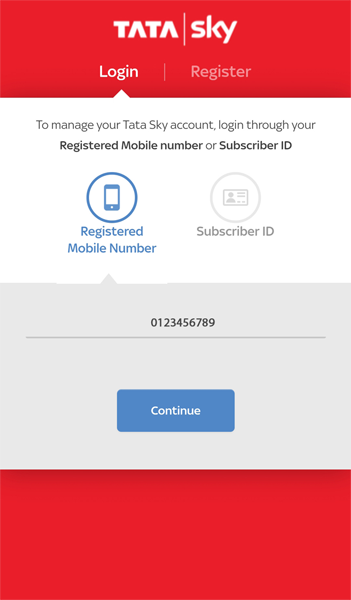 TATA sky
Login Register
To manage your Tata Sky account, login through your
Registered Mobile number or Subscriber ID
Registered
Mobile Number
Subscriber ID
0123456789
Continue